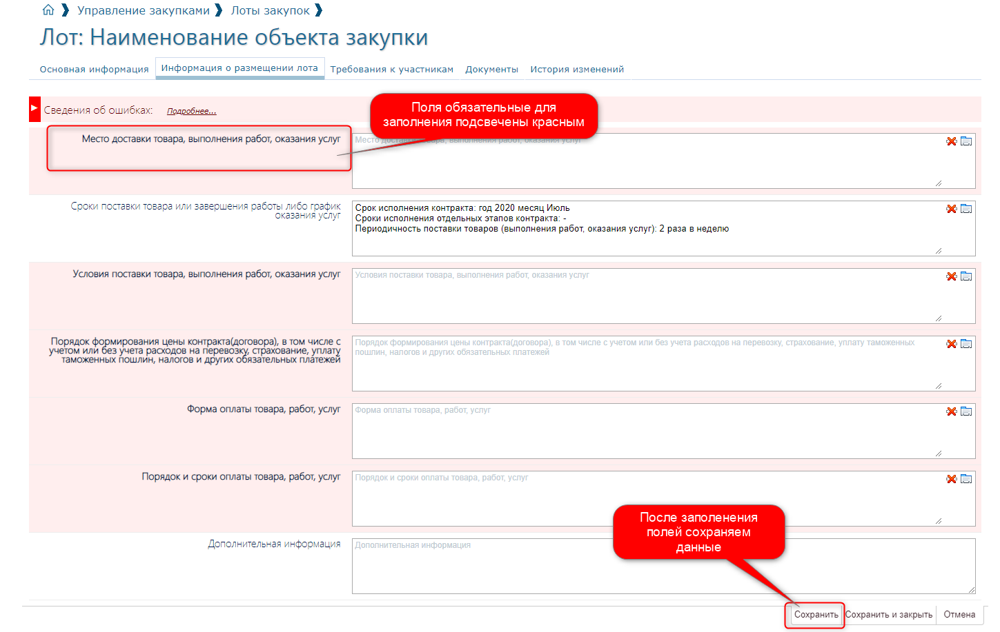 Управление закупками Лоты закупок
Лот: Наименование объекта закупки
Основная информация Информация о размещении лота Требования к участникам Документы История изменений
Сведения об ошибках: Подробнее...
Поля обязательные для
заполнения подсвечены красным
Место доставки товара, выполнения работ, оказания услуг
Место доставки товара, выполнения работ, оказания услуг
Сроки поставки товара или завершения работы либо график
оказания услуг
Срок исполнения контракта: год 2020 месяц Июль
Сроки исполнения отдельных этапов контракта: -
Периодичность поставки товаров (выполнения работ, оказания услуг): 2 раза в неделю
Условия поставки товара, выполнения работ, оказания услуг
Условия поставки товара, выполнения работ, оказания услуг
Порядок формирования цены контракта(договора), в том числе с
учетом или без учета расходов на перевозку, страхование, уплату
таможенных пошлин, налогов и других обязательных платежей
Порядок формирования цены контракта(договора), в том числе с учетом или без учета расходов на перевозку, страхование, уплату таможенных
пошлин, налогов и других обязательных платежей
Форма оплаты товара, работ, услуг
Форма оплаты товара, работ, услуг
Порядок и сроки оплаты товара, работ, услуг
Порядок и сроки оплаты товара, работ, услуг
После заполенения
полей сохраняем
данные
Дополнительная информация
Дополнительная информация
Сохранить Сохранить и закрыть Отмена